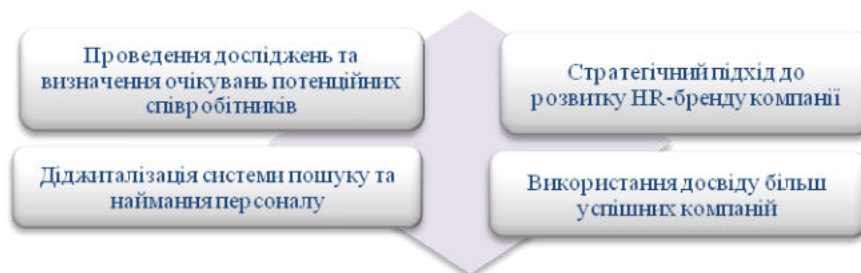 Проведення досліджень та
визначення очікувань потенційних
співробітників
Стратегічний підхід до
розвитку HR-бренду компанії
Діджиталізація системи пошуку та
наймання персоналу
Використання досвіду більш
успішних компаній